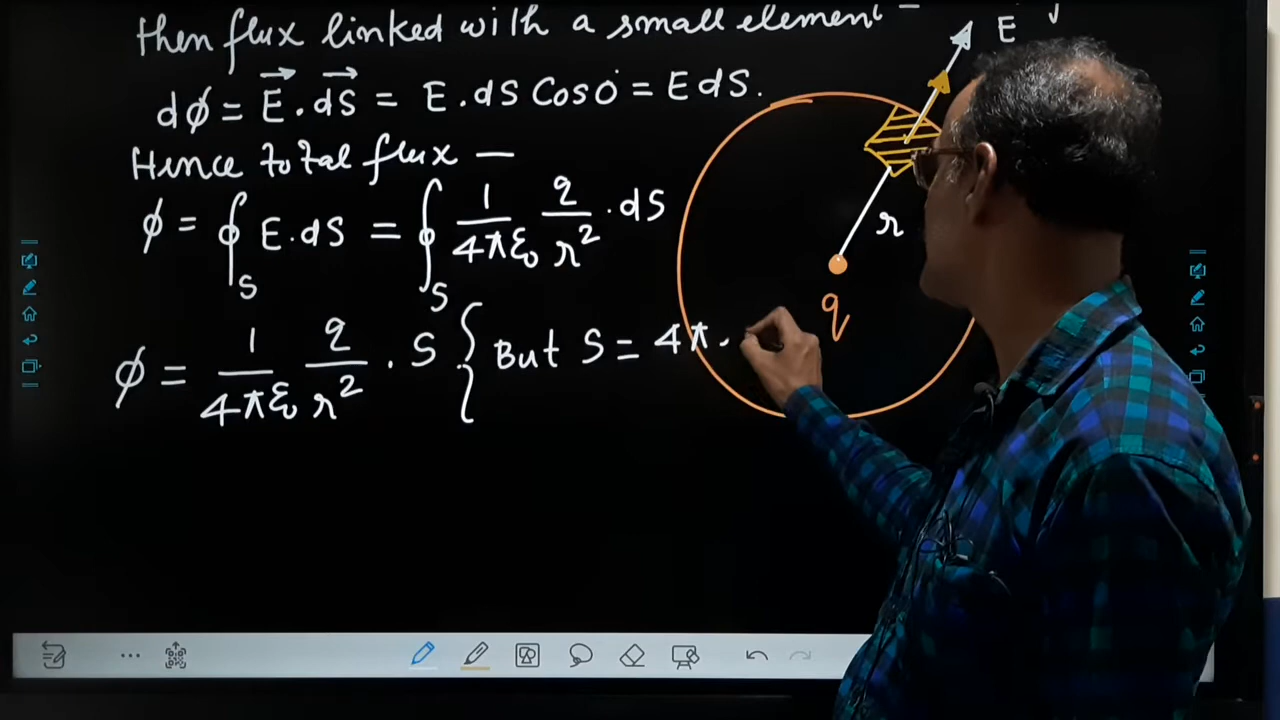 then flux linked with a small element -
dϕ = E⃗ . dS⃗ = E . dS Cos0° = E dS.
Hence total flux —
ϕ = ∮S E.dS = ∮S 1/4πε₀ q/r² . dS
ϕ = 1/4πε₀ q/r² . S { But S = 4π
E
r
q